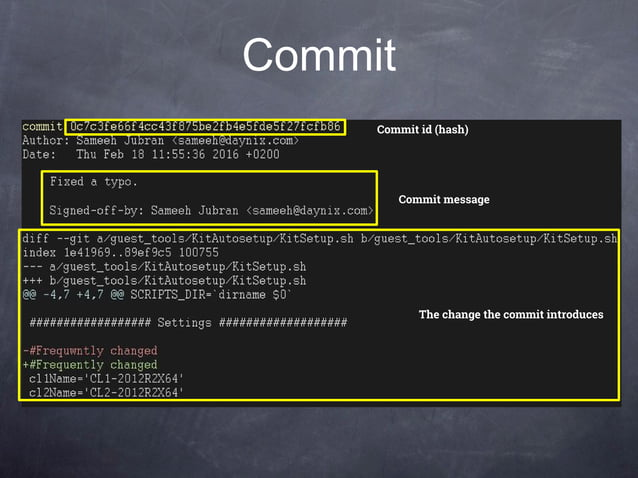 Commit
commit 0c7c3fe66f4cc43f875be2fb4e5fde5f27fcfb86
Commit id (hash)
Author: Sameeh Jubran <sameeh@daynix.com>
Date:   Thu Feb 18 11:55:36 2016 +0200
Fixed a typo.
Commit message
Signed-off-by: Sameeh Jubran <sameeh@daynix.com>
diff --git a/guest_tools/KitAutosetup/KitSetup.sh b/guest_tools/KitAutosetup/KitSetup.sh
index 1e41969..89ef9c5 100755
--- a/guest_tools/KitAutosetup/KitSetup.sh
+++ b/guest_tools/KitAutosetup/KitSetup.sh
@@ -4,7 +4,7 @@ SCRIPTS_DIR=`dirname $0`
The change the commit introduces
################## Settings ###################
-#Frequwntly changed
+#Frequently changed
cl1Name='CL1-2012R2X64'
cl2Name='CL2-2012R2X64'